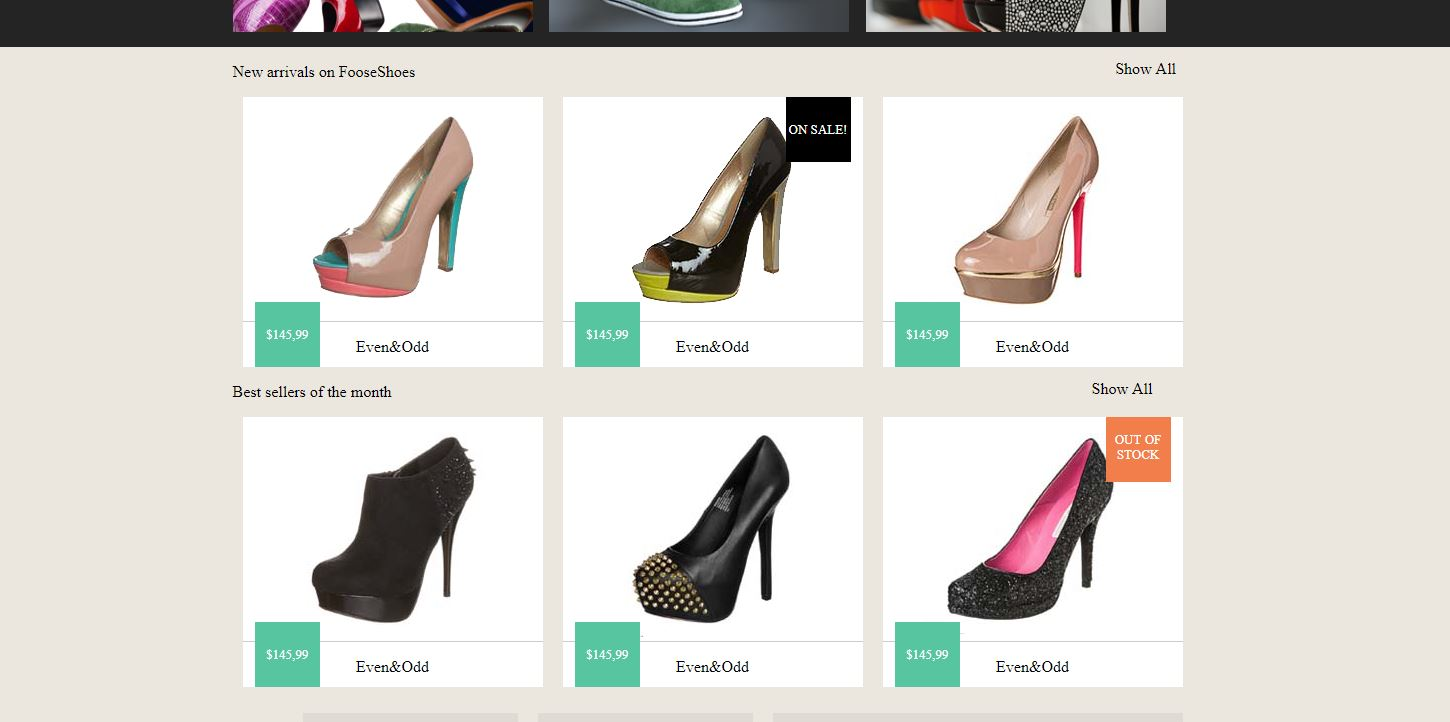 New arrivals on FooseShoes
Show All
ON SALE!
$145,99
Even&Odd
$145,99
Even&Odd
$145,99
Even&Odd
Best sellers of the month
Show All
OUT OF
STOCK
$145,99
Even&Odd
$145,99
Even&Odd
$145,99
Even&Odd